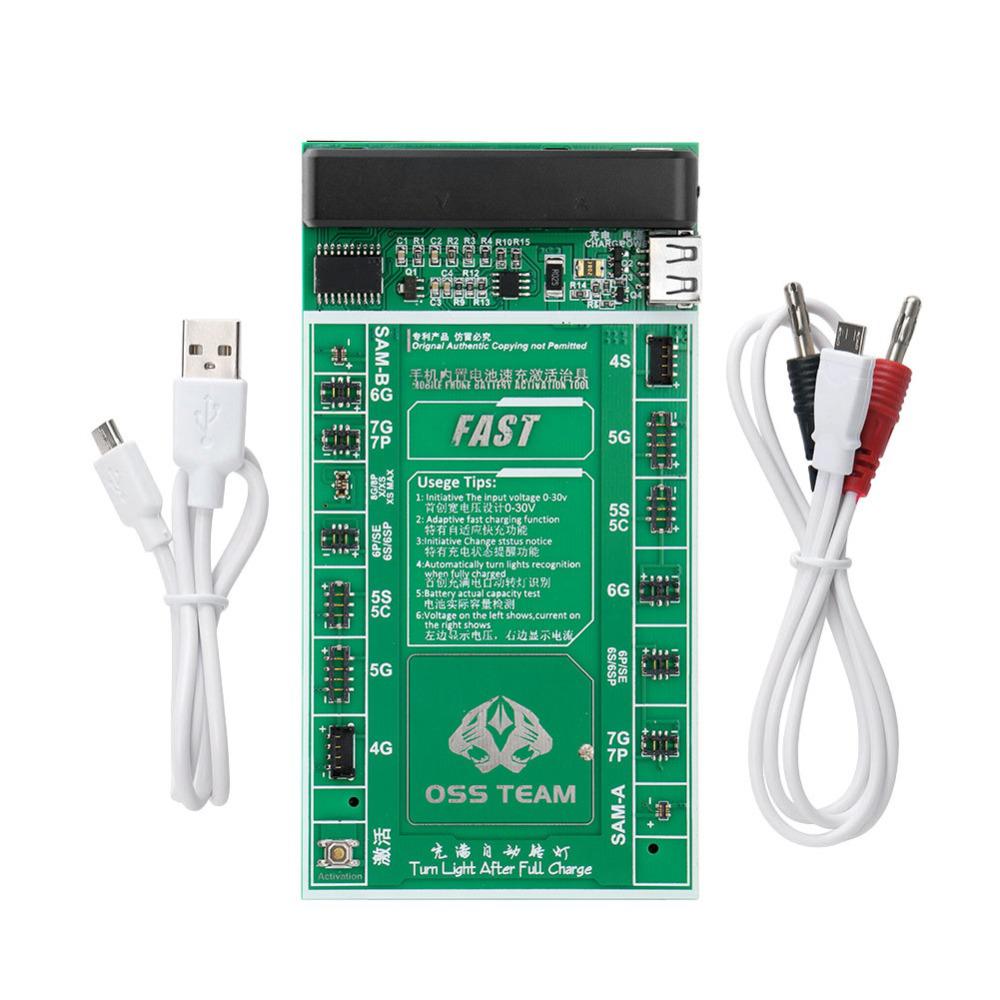 V A
充电 电源
CHARG POW
C1 R1 C2 R2 R3 R4 R10 R15
Q1 C4 R12
C3 R9 R13
R025
R14
Q4
专利产品 仿冒必究
Orignal Authentic Copying not Pemitted
手机内置电池速充激活治具
MOBILE PHONE BATTERY ACTIVATION TOOL
FAST
Usege Tips:
1: Initiative The input voltage 0-30v
首创宽电压设计0-30V
2: Adaptive fast charging function
特有自适应快充功能
3:Initiative Change ststus notice
特有充电状态提醒功能
4:Automatically turn lights recognition
when fully charged
首创充满电自动转灯识别
5:Battery actual capacity test
电池实际容量检测
6:Voltage on the left shows,current on
the right shows
左边显示电压，右边显示电流
OSS TEAM
充满自动转灯
Turn Light After Full Charge
SAM-B
6G
7G
7P
8G/8P
X/XS
XS MAX
6P/SE
6S/6SP
5S
5C
5G
4G
激活
Activation
4S
5G
5S
5C
6G
6P/SE
6S/6SP
7G
7P
SAM-A